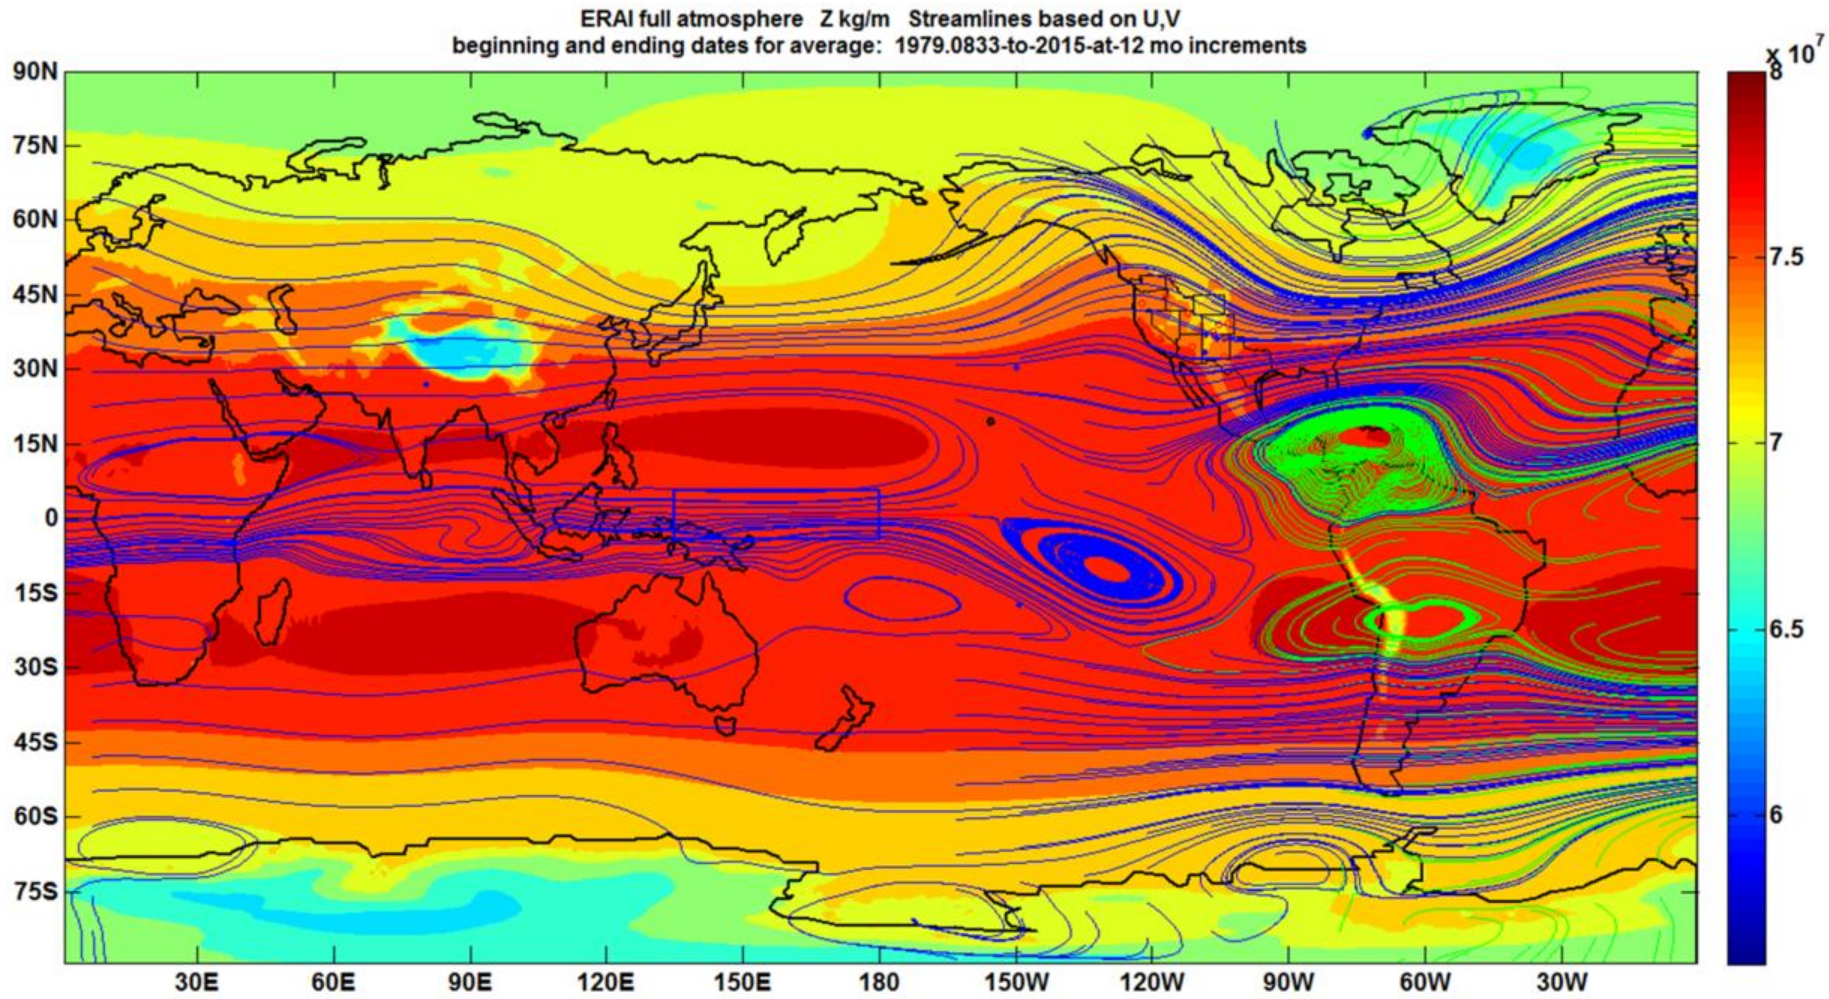 ERAI full atmosphere Z kg/m Streamlines based on U,V
beginning and ending dates for average: 1979.0833-to-2015-at-12 mo increments
x 10^7
90N
75N
60N
45N
30N
15N
0
15S
30S
45S
60S
75S
30E
60E
90E
120E
150E
180
150W
120W
90W
60W
30W
8
7.5
7
6.5
6